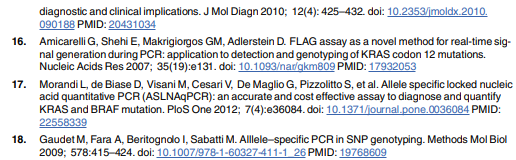 diagnostic and clinical implications. J Mol Diagn 2010; 12(4): 425–432. doi: 10.2353/jmoldx.2010.
090188 PMID: 20431034
16. Amicarelli G, Shehi E, Makrigiorgos GM, Adlerstein D. FLAG assay as a novel method for real-time sig-
nal generation during PCR: application to detection and genotyping of KRAS codon 12 mutations.
Nucleic Acids Res 2007; 35(19):e131. doi: 10.1093/nar/gkm809 PMID: 17932053
17. Morandi L, de Biase D, Visani M, Cesari V, De Maglio G, Pizzolitto S, et al. Allele specific locked nucleic
acid quantitative PCR (ASLNAqPCR): an accurate and cost effective assay to diagnose and quantify
KRAS and BRAF mutation. PloS One 2012; 7(4):e36084. doi: 10.1371/journal.pone.0036084 PMID:
22558339
18. Gaudet M, Fara A, Beritognolo I, Sabatti M. Alllele–specific PCR in SNP genotyping. Methods Mol Biol
2009; 578:415–424. doi: 10.1007/978-1-60327-411-1_26 PMID: 19768609